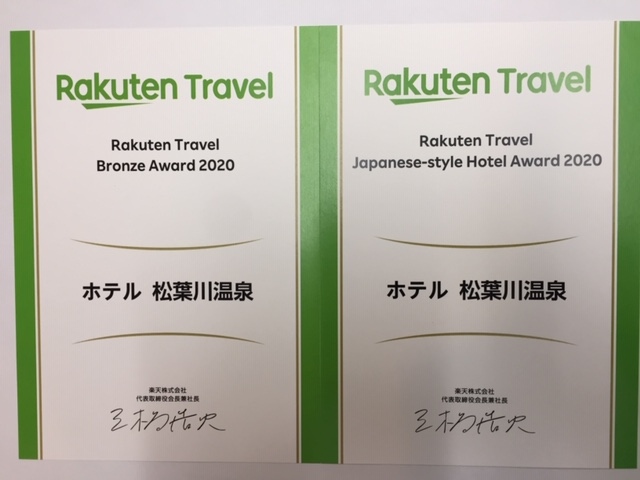 Rakuten Travel
Rakuten Travel
Bronze Award 2020
ホテル 松葉川温泉
楽天株式会社
代表取締役会長兼社長
Rakuten Travel
Rakuten Travel
Japanese-style Hotel Award 2020
ホテル 松葉川温泉
楽天株式会社
代表取締役会長兼社長